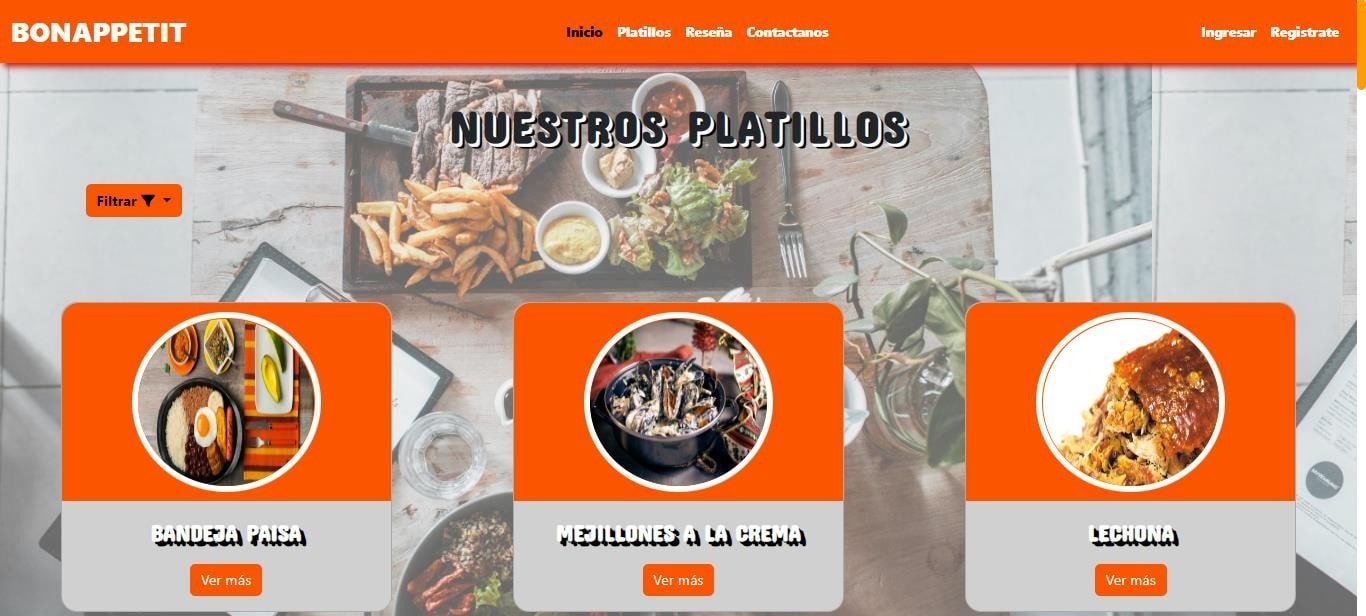 BONAPPETIT
Inicio Platillos Reseña Contactanos
Ingresar Registrate
NUESTROS PLATILLOS
Filtrar
BANDEJA PAISA
Ver más
MEJILLONES A LA CREMA
Ver más
LECHONA
Ver más